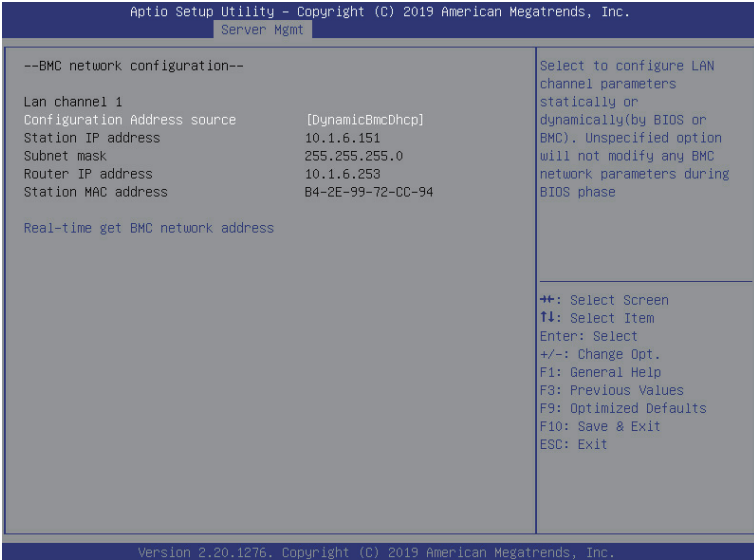 Aptio Setup Utility – Copyright (C) 2019 American Megatrends, Inc.
Server Mgmt
--BMC network configuration--
Lan channel 1
Configuration Address source [DynamicBmcDhcp]
Station IP address 10.1.6.151
Subnet mask 255.255.255.0
Router IP address 10.1.6.253
Station MAC address B4-2E-99-72-CC-94
Real-time get BMC network address
Select to configure LAN
channel parameters
statically or
dynamically(by BIOS or
BMC). Unspecified option
will not modify any BMC
network parameters during
BIOS phase
→←: Select Screen
↑↓: Select Item
Enter: Select
+/-: Change Opt.
F1: General Help
F3: Previous Values
F9: Optimized Defaults
F10: Save & Exit
ESC: Exit
Version 2.20.1276. Copyright (C) 2019 American Megatrends, Inc.